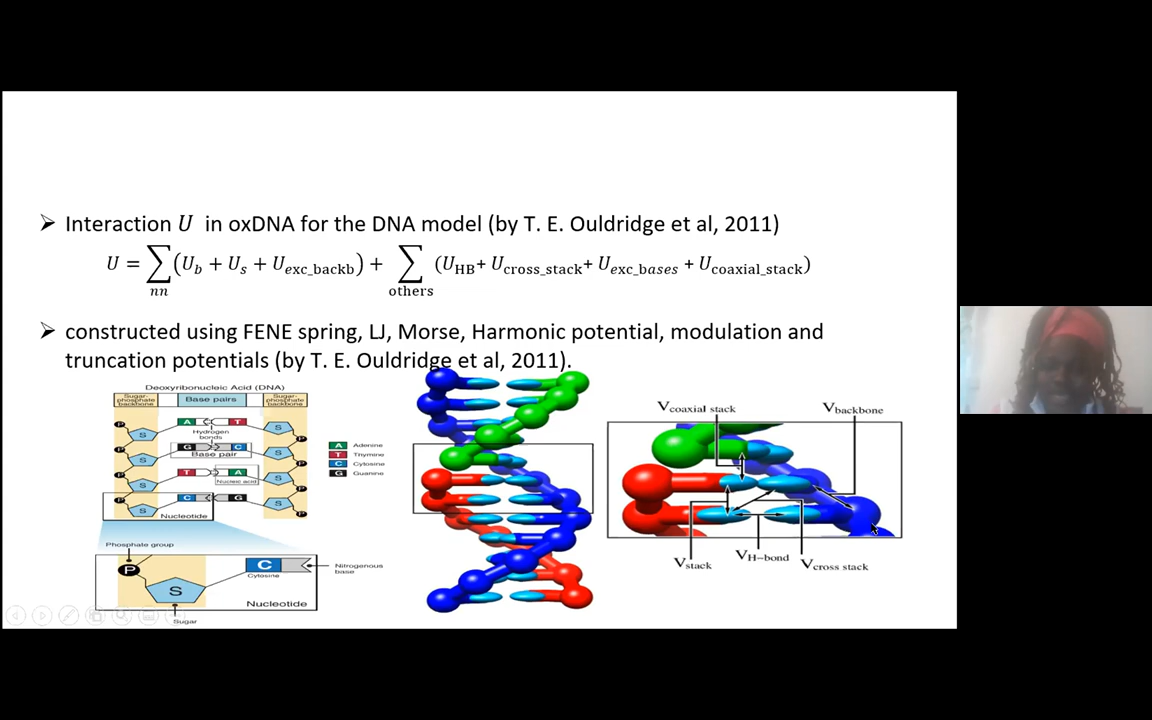 ➢ Interaction U in oxDNA for the DNA model (by T. E. Ouldridge et al, 2011)
U = ∑nn (U_b + U_s + U_exc_backb) + ∑others (U_HB+ U_cross_stack+ U_exc_bases + U_coaxial_stack)
➢ constructed using FENE spring, LJ, Morse, Harmonic potential, modulation and
truncation potentials (by T. E. Ouldridge et al, 2011).
Deoxyribonucleic Acid (DNA)
Sugar-phosphate backbone
Base pairs
Sugar-phosphate backbone
P S A T S P
Hydrogen bonds
P S G C S P
Base pair
P S T A S P
Nucleic acid
P S C G S P
Nucleotide
A Adenine
T Thymine
C Cytosine
G Guanine
Phosphate group
P
S
C
Cytosine
Nitrogenous base
Nucleotide
Sugar
V coaxial stack
V backbone
V stack
V H-bond
V cross stack